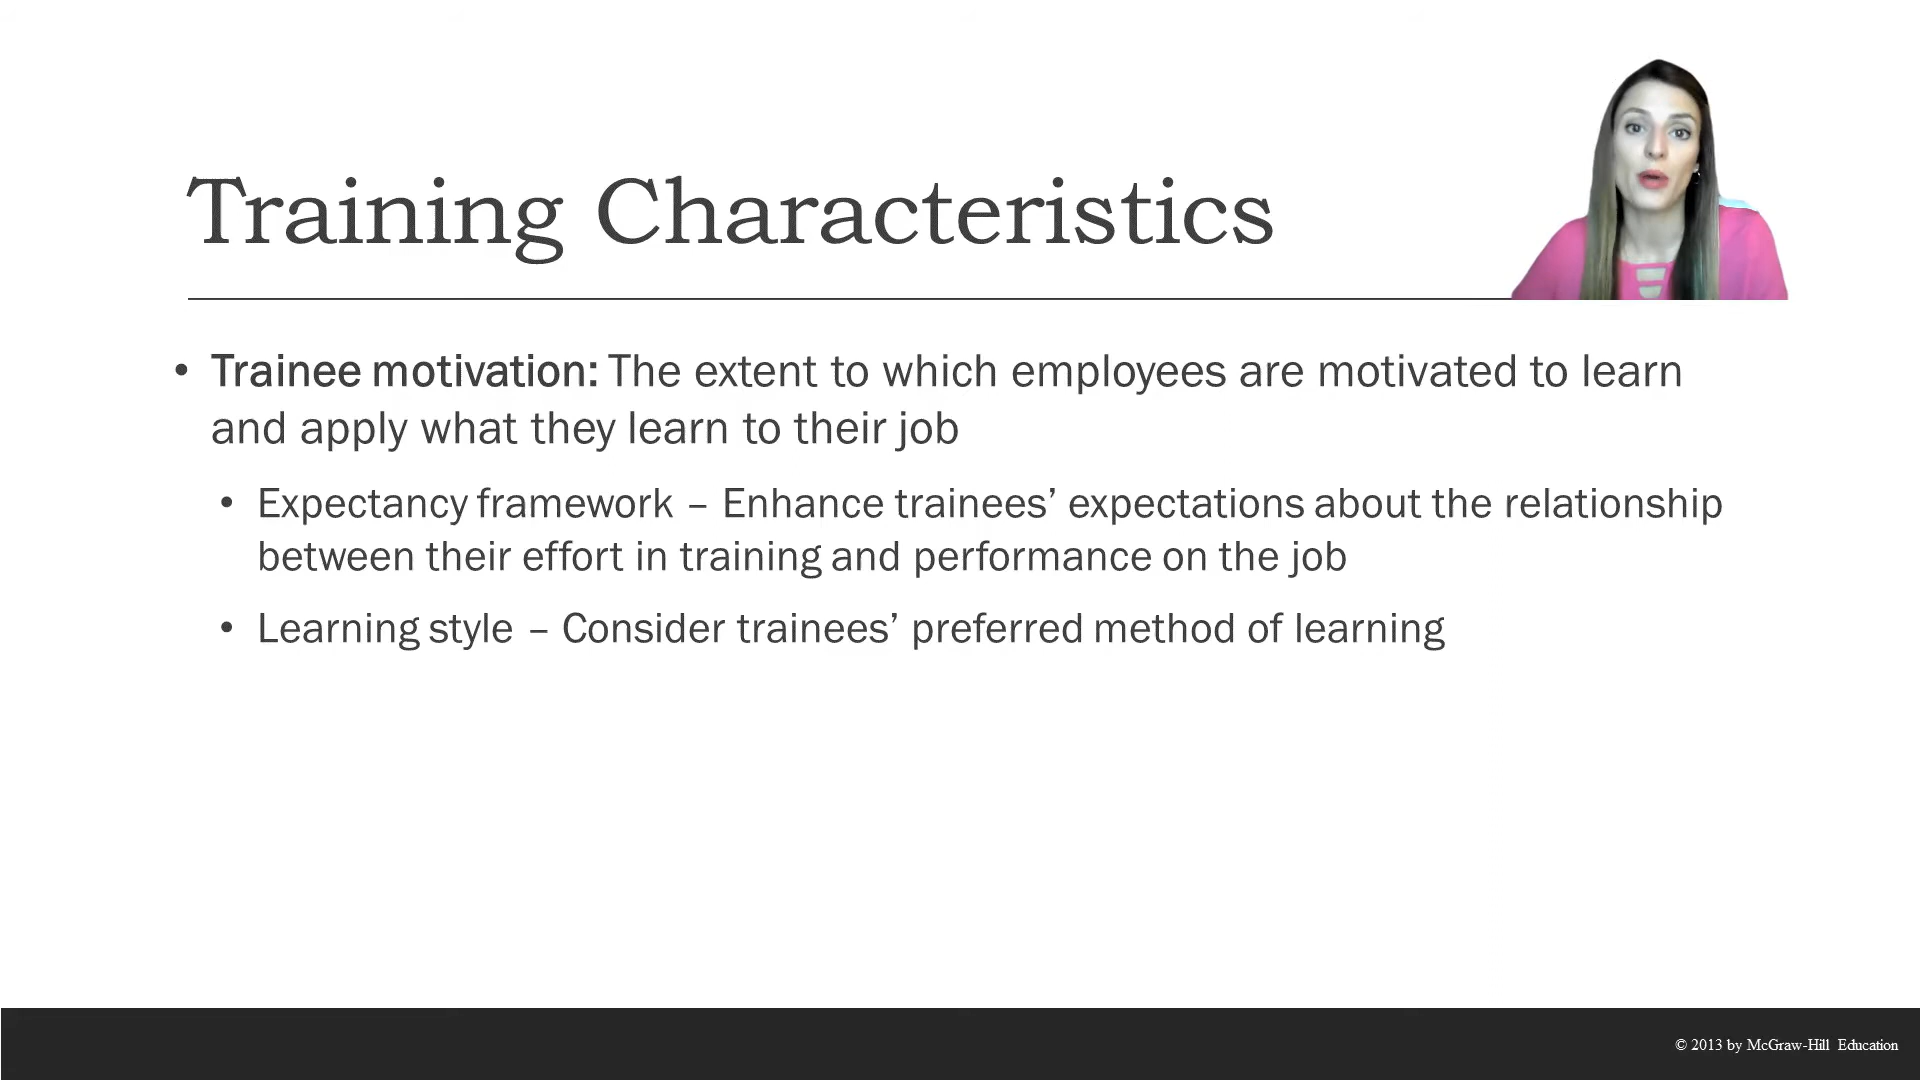 Training Characteristics
• Trainee motivation: The extent to which employees are motivated to learn
and apply what they learn to their job
• Expectancy framework – Enhance trainees’ expectations about the relationship
between their effort in training and performance on the job
• Learning style – Consider trainees’ preferred method of learning
© 2013 by McGraw-Hill Education